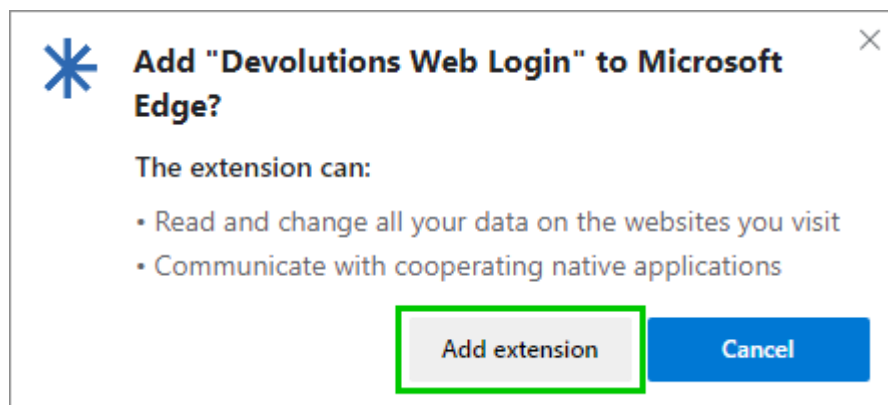 Add "Devolutions Web Login" to Microsoft
Edge?
The extension can:
• Read and change all your data on the websites you visit
• Communicate with cooperating native applications
Add extension
Cancel